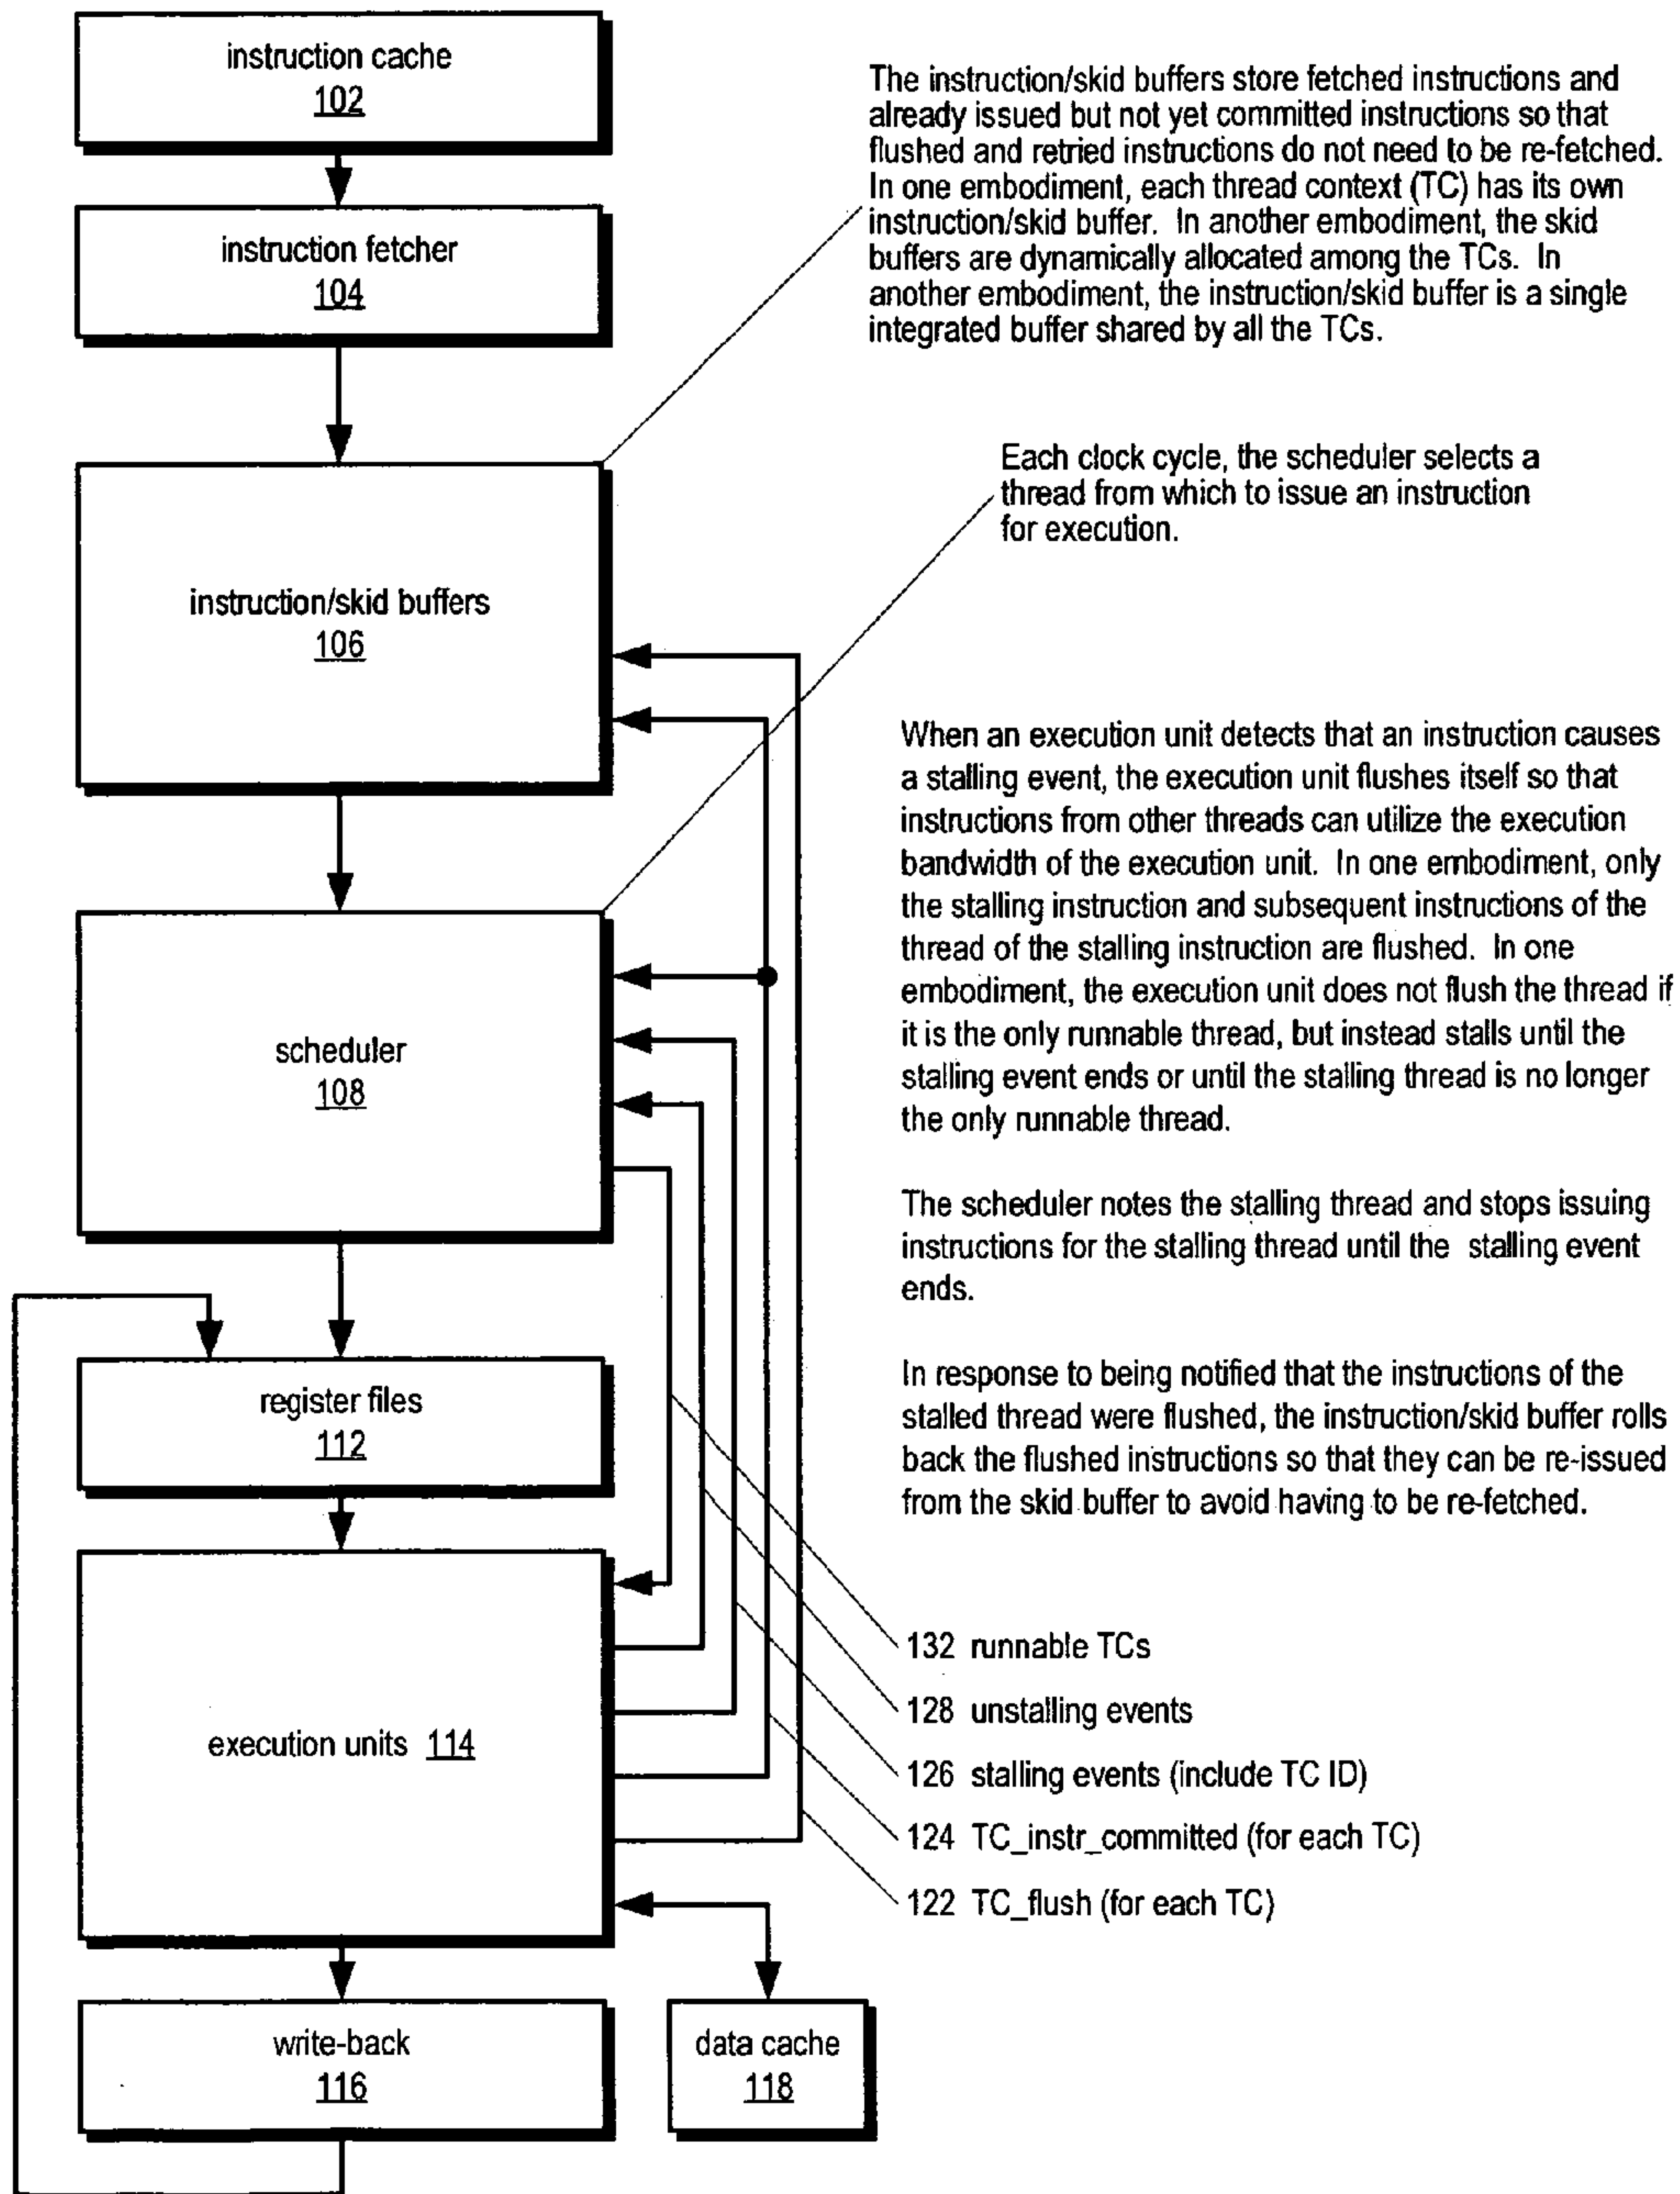 instruction cache
102
The instruction/skid buffers store fetched instructions and
already issued but not yet committed instructions so that
flushed and retried instructions do not need to be re-fetched.
In one embodiment, each thread context (TC) has its own
instruction/skid buffer. In another embodiment, the skid
buffers are dynamically allocated among the TCs. In
another embodiment, the instruction/skid buffer is a single
integrated buffer shared by all the TCs.
instruction fetcher
104
Each clock cycle, the scheduler selects a
thread from which to issue an instruction
for execution.
instruction/skid buffers
106
When an execution unit detects that an instruction causes
a stalling event, the execution unit flushes itself so that
instructions from other threads can utilize the execution
bandwidth of the execution unit. In one embodiment, only
the stalling instruction and subsequent instructions of the
thread of the stalling instruction are flushed. In one
embodiment, the execution unit does not flush the thread if
it is the only runnable thread, but instead stalls until the
stalling event ends or until the stalling thread is no longer
the only runnable thread.
scheduler
108
The scheduler notes the stalling thread and stops issuing
instructions for the stalling thread until the stalling event
ends.
register files
112
In response to being notified that the instructions of the
stalled thread were flushed, the instruction/skid buffer rolls
back the flushed instructions so that they can be re-issued
from the skid buffer to avoid having to be re-fetched.
execution units 114
132 runnable TCs
128 unstalling events
126 stalling events (include TC ID)
124 TC_instr_committed (for each TC)
122 TC_flush (for each TC)
write-back
116
data cache
118